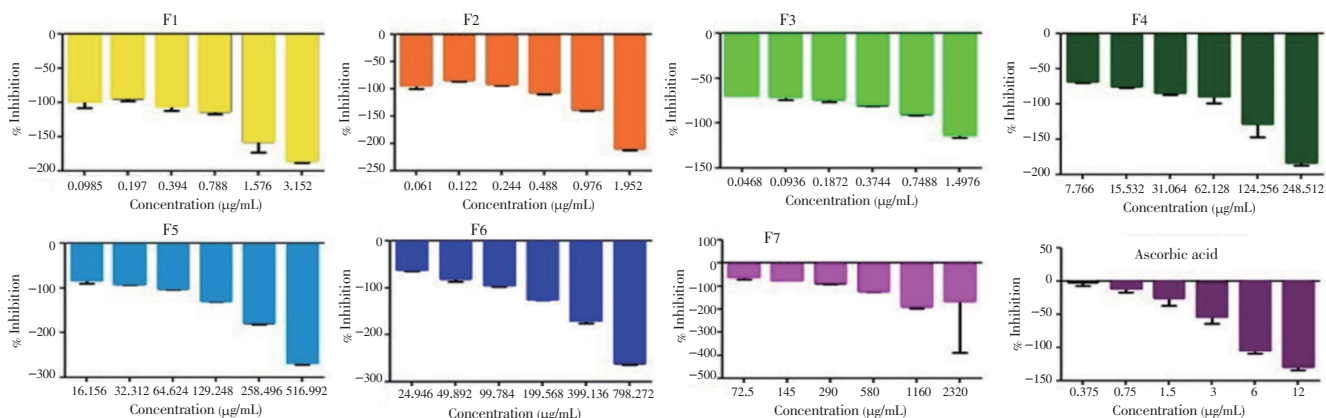 F1
F2
F3
F4
% Inhibition
0
−50
−100
−150
−200
0.0985 0.197 0.394 0.788 1.576 3.152
Concentration (μg/mL)
% Inhibition
0
−50
−100
−150
−200
−250
0.061 0.122 0.244 0.488 0.976 1.952
Concentration (μg/mL)
% Inhibition
0
−50
−100
−150
0.0468 0.0936 0.1872 0.3744 0.7488 1.4976
Concentration (μg/mL)
% Inhibition
0
−50
−100
−150
−200
7.766 15.532 31.064 62.128 124.256 248.512
Concentration (μg/mL)
F5
F6
F7
Ascorbic acid
% Inhibition
0
−100
−200
−300
16.156 32.312 64.624 129.248 258.496 516.992
Concentration (μg/mL)
% Inhibition
0
−100
−200
−300
24.946 49.892 99.784 199.568 399.136 798.272
Concentration (μg/mL)
% Inhibition
100
0
−100
−200
−300
−400
−500
72.5 145 290 580 1160 2320
Concentration (μg/mL)
% Inhibition
50
0
−50
−100
−150
0.375 0.75 1.5 3 6 12
Concentration (μg/mL)